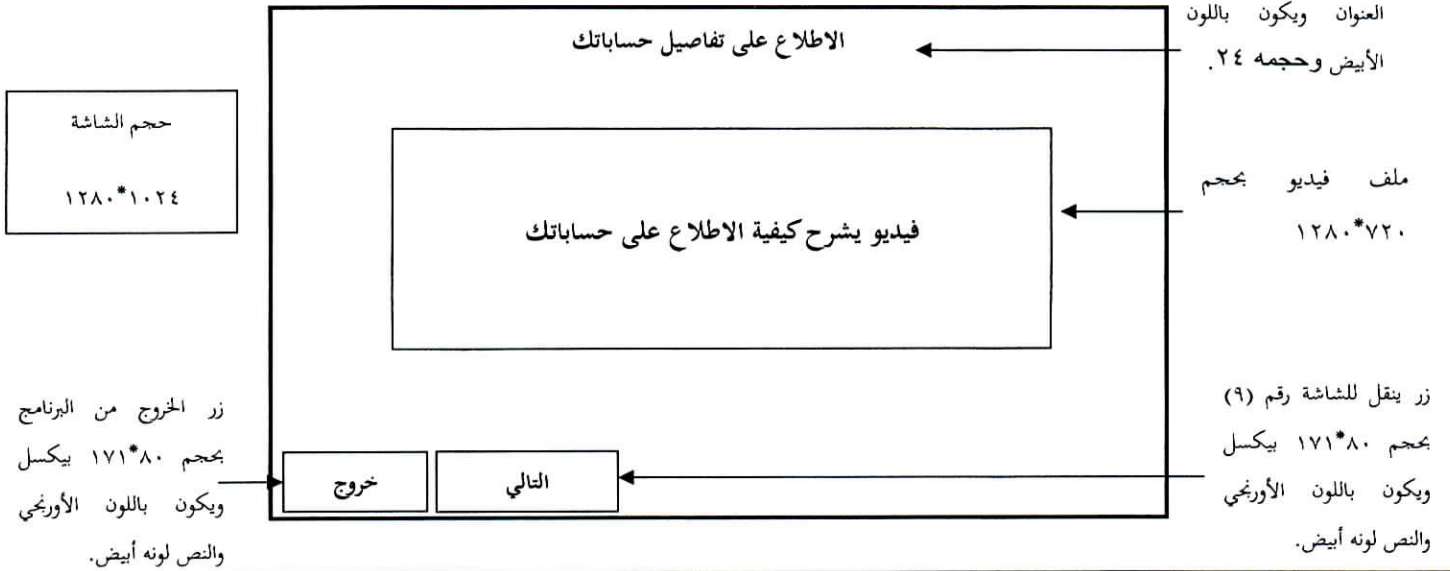 العنوان ويكون باللون
الأبيض وحجمه ٢٤.
الاطلاع على تفاصيل حساباتك
حجم الشاشة
١٢٨٠*١٠٢٤
ملف فيديو بحجم
١٢٨٠*٧٢٠
فيديو يشرح كيفية الاطلاع على حساباتك
زر ينقل للشاشة رقم (٩)
بحجم ٨٠*١٧١ بيكسل
ويكون باللون الأورنجي
والنص لونه أبيض.
التالي
خروج
زر الخروج من البرنامج
بحجم ٨٠*١٧١ بيكسل
ويكون باللون الأورنجي
والنص لونه أبيض.